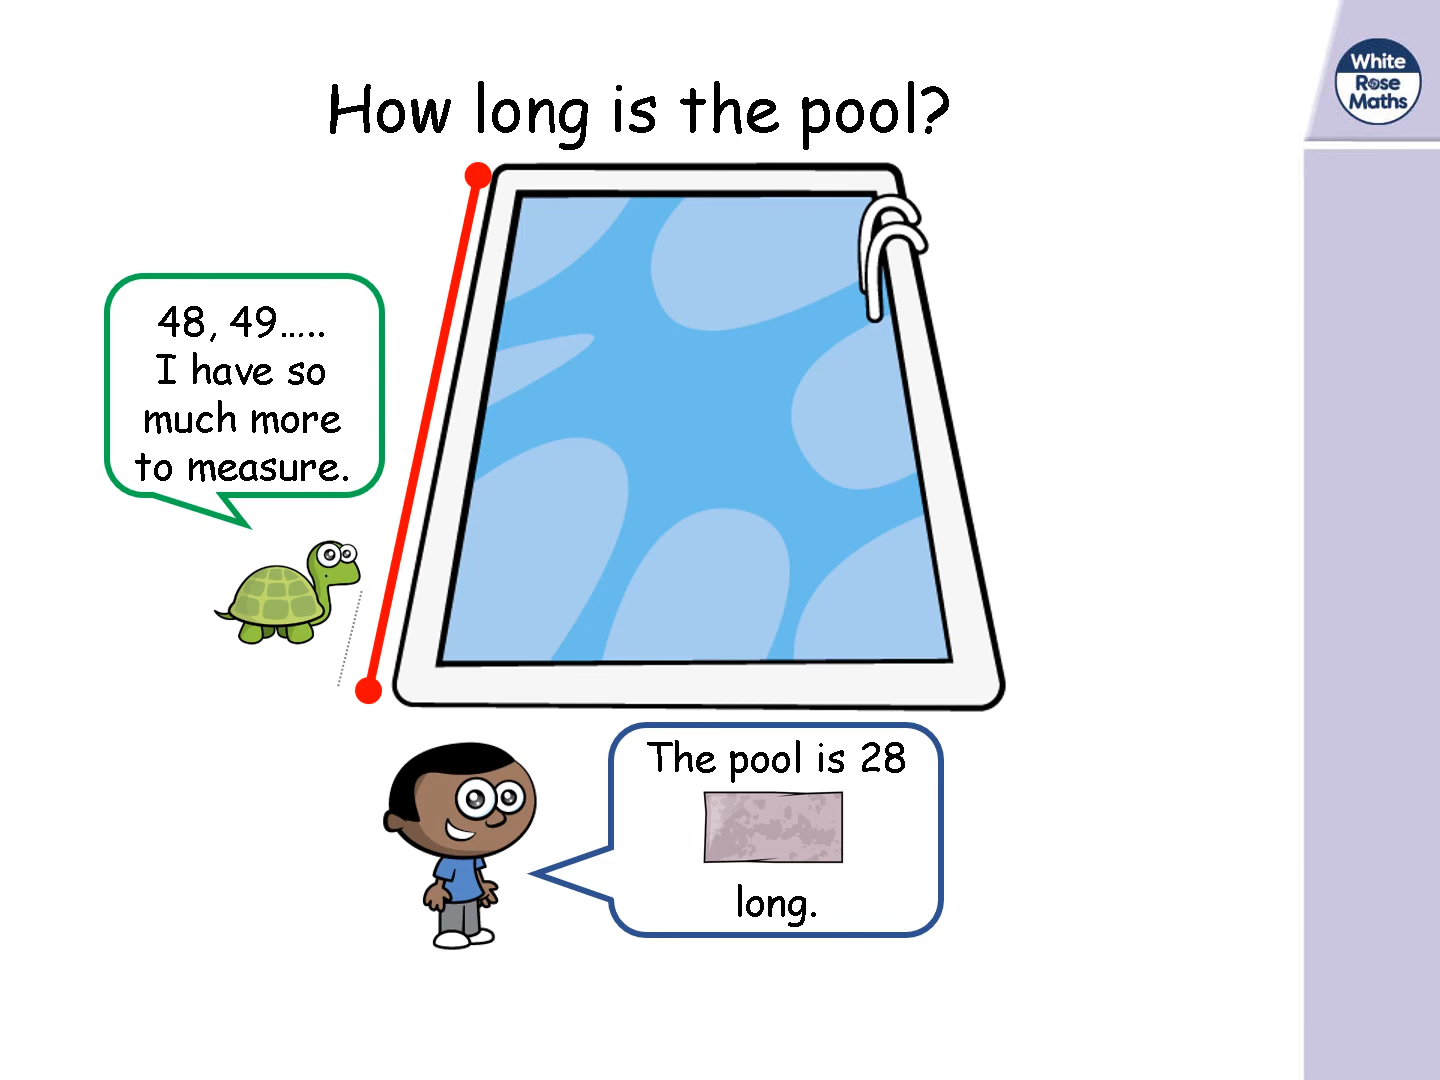 How long is the pool?
White
Rose
Maths
48, 49.....
I have so
much more
to measure.
The pool is 28
long.